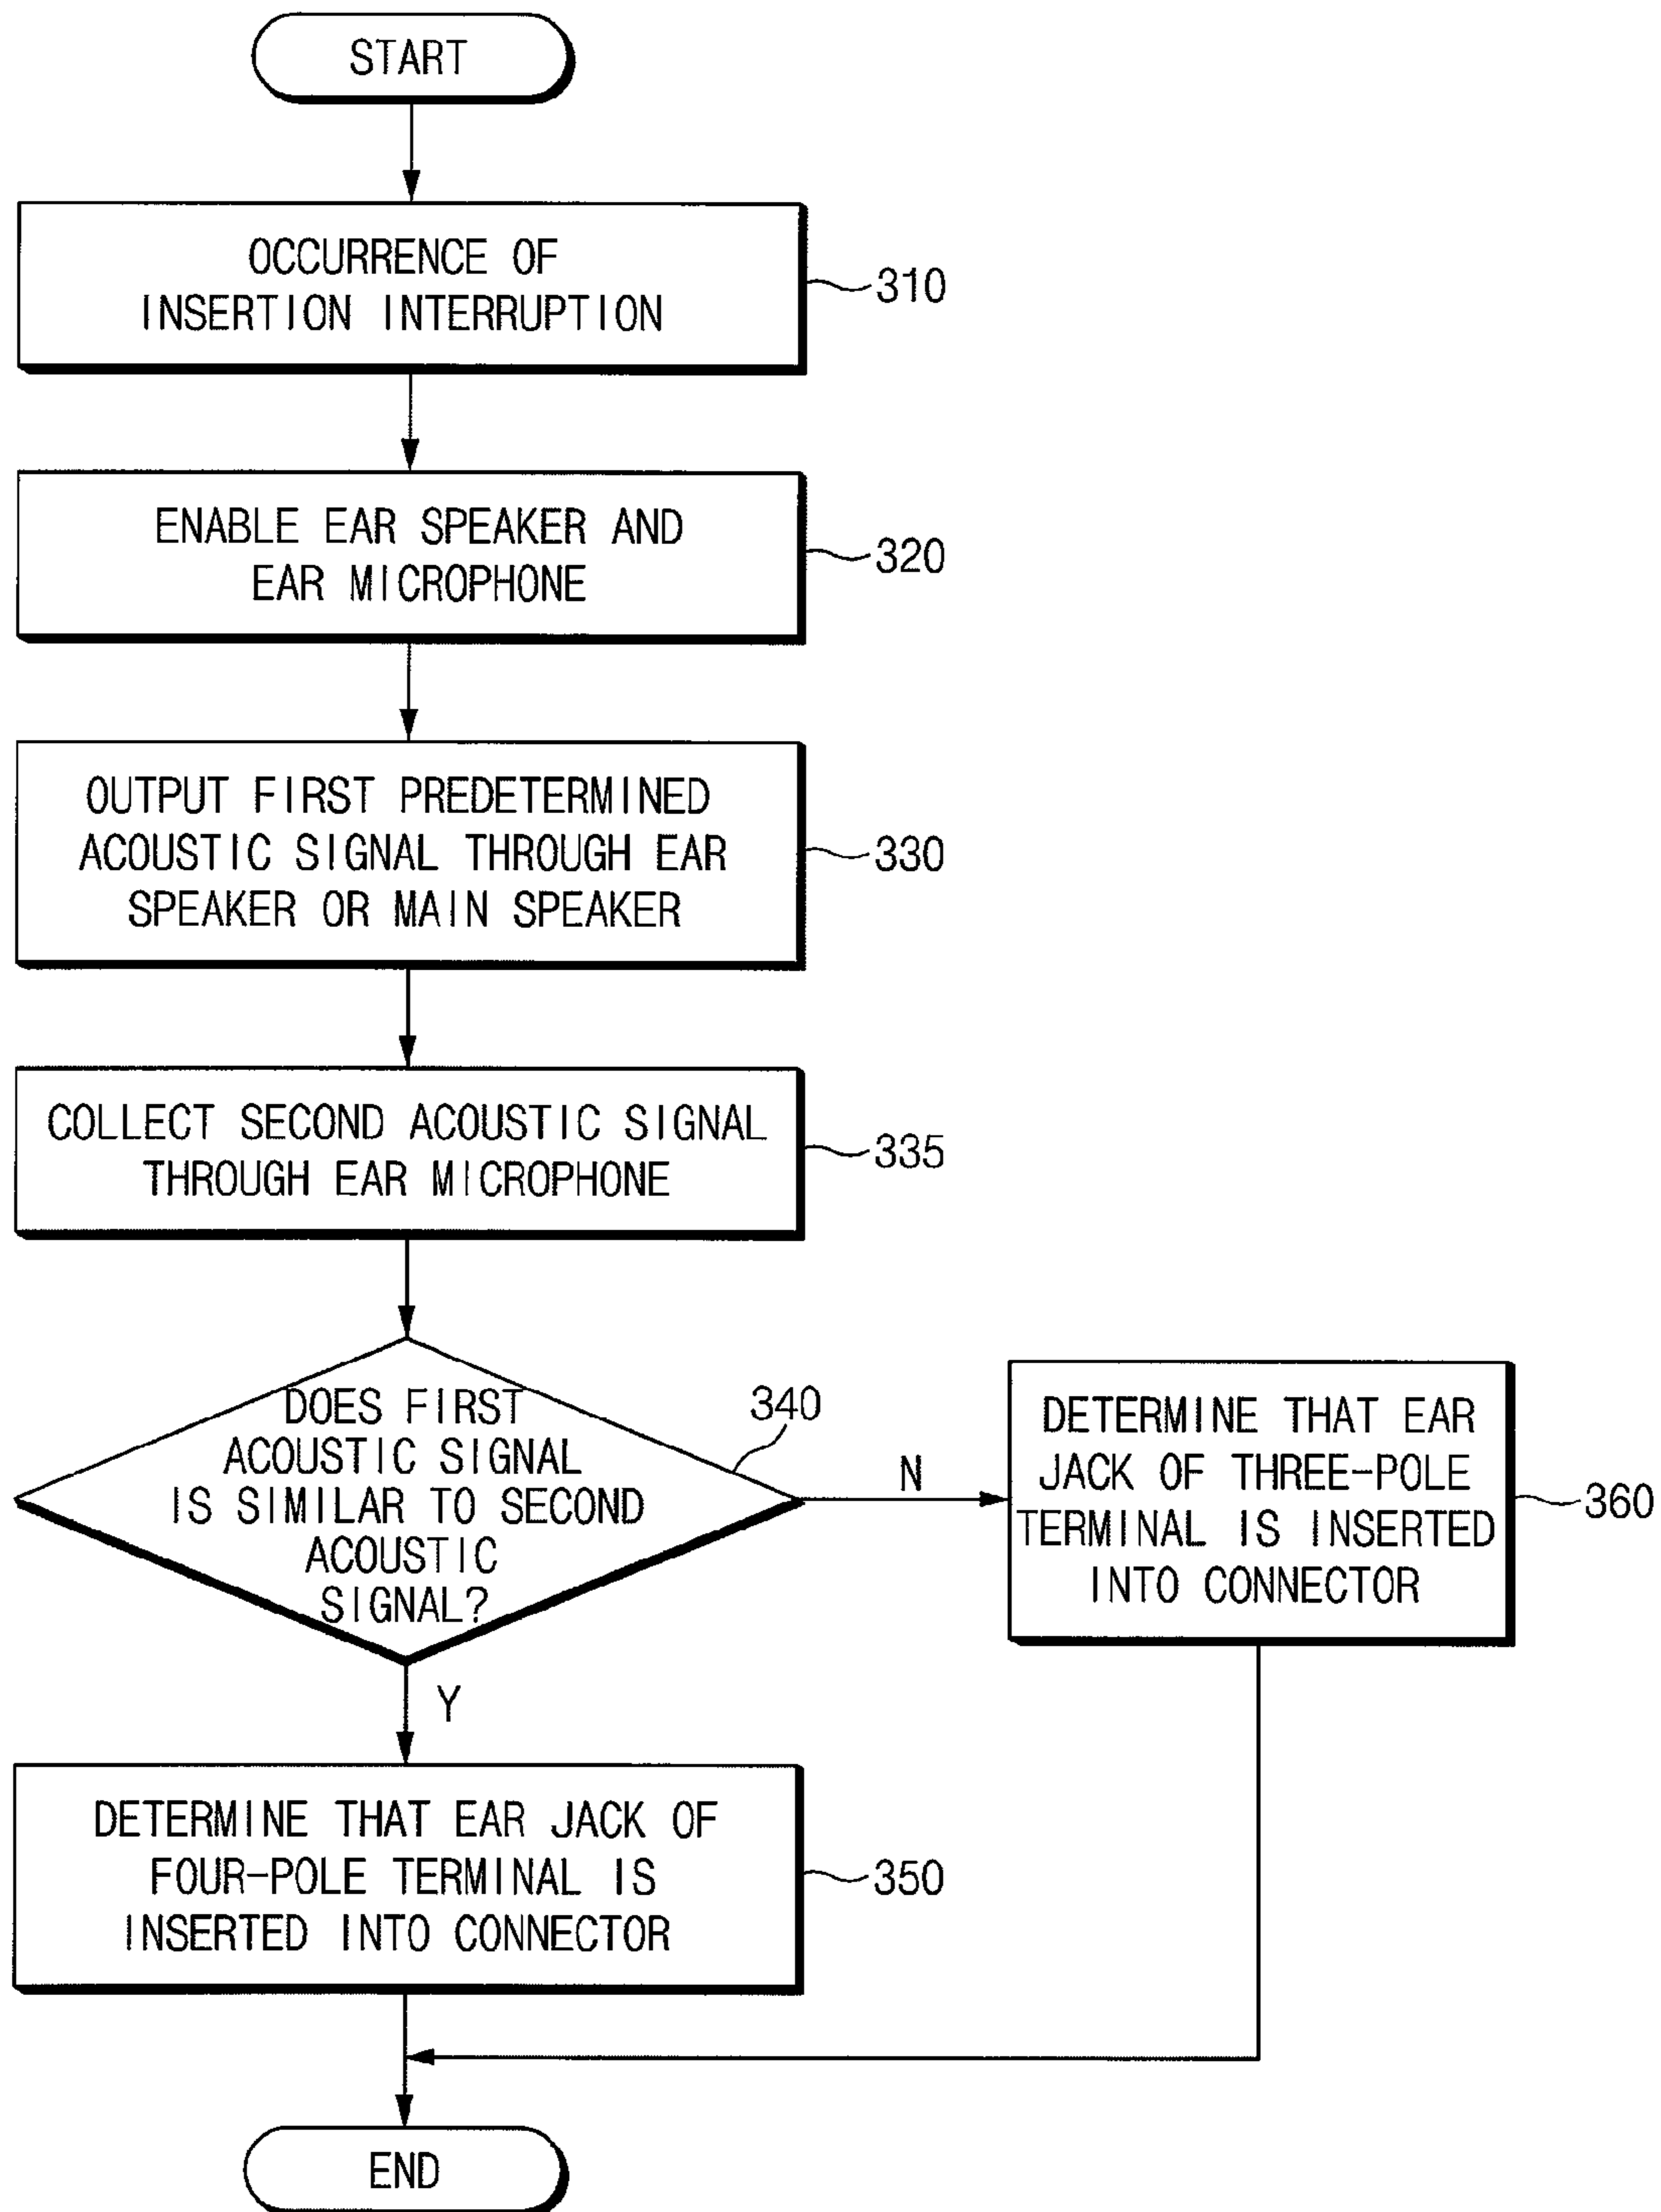 START
OCCURRENCE OF
INSERTION INTERRUPTION
310
ENABLE EAR SPEAKER AND
EAR MICROPHONE
320
OUTPUT FIRST PREDETERMINED
ACOUSTIC SIGNAL THROUGH EAR
SPEAKER OR MAIN SPEAKER
330
COLLECT SECOND ACOUSTIC SIGNAL
THROUGH EAR MICROPHONE
335
DOES FIRST
ACOUSTIC SIGNAL
IS SIMILAR TO SECOND
ACOUSTIC
SIGNAL?
340
N
DETERMINE THAT EAR
JACK OF THREE-POLE
TERMINAL IS INSERTED
INTO CONNECTOR
360
Y
DETERMINE THAT EAR JACK OF
FOUR-POLE TERMINAL IS
INSERTED INTO CONNECTOR
350
END